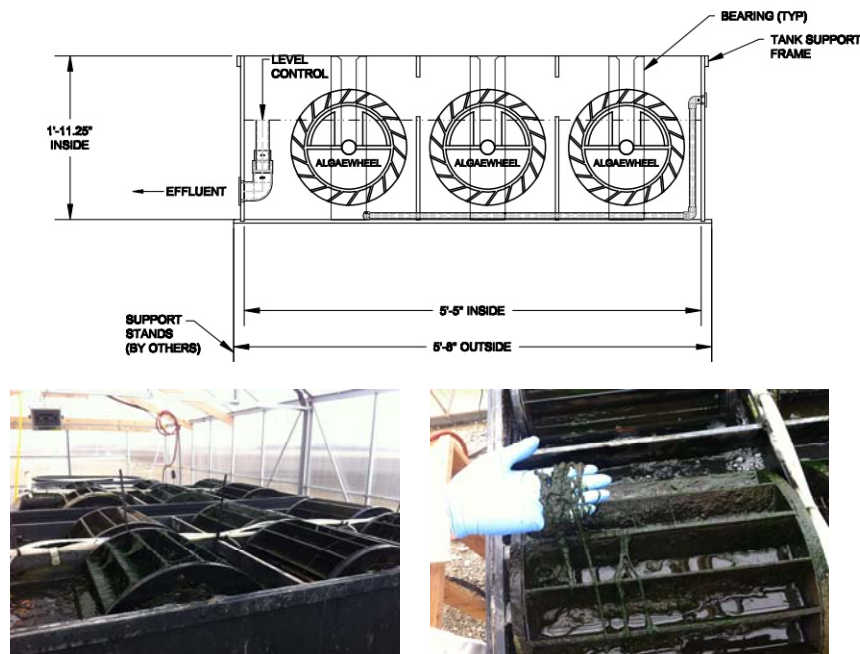 BEARING (TYP)
TANK SUPPORT
FRAME
LEVEL
CONTROL
1'-11.25"
INSIDE
ALGAEWHEEL
ALGAEWHEEL
ALGAEWHEEL
EFFLUENT
5'-5" INSIDE
SUPPORT
STANDS
(BY OTHERS)
5'-8" OUTSIDE